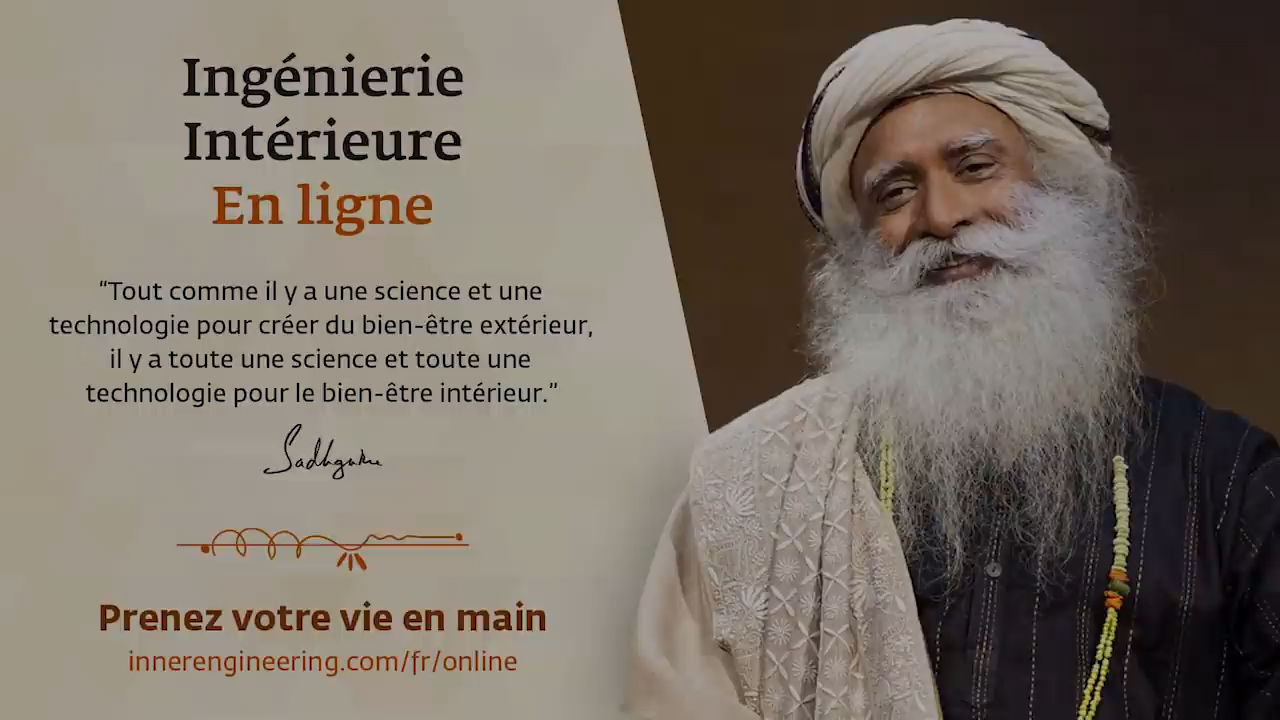 Ingénierie
Intérieure
En ligne
“Tout comme il y a une science et une
technologie pour créer du bien-être extérieur,
il y a toute une science et toute une
technologie pour le bien-être intérieur.”
Sadhguru
Prenez votre vie en main
innerengineering.com/fr/online